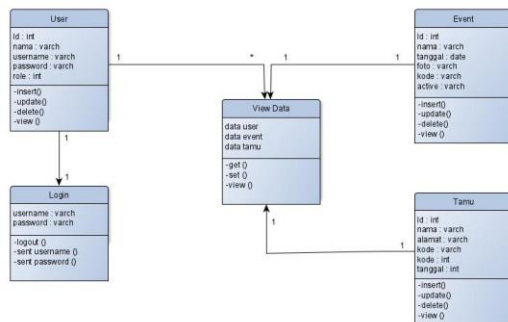 User
Id : int
nama : varch
username : varch
password : varch
role : int
-insert()
-update()
-delete()
-view ()
1
*
1
1
Event
Id : int
nama : varch
tanggal : date
foto : varch
kode : varch
active : varch
-insert()
-update()
-delete()
-view ()
View Data
data user
data event
data tamu
-get ()
-set ()
-view ()
1
1
Login
username : varch
password : varch
-logout ()
-sent username ()
-sent password ()
1
1
Tamu
Id : int
nama : varch
alamat : varch
kode : varch
kode : int
tanggal : int
-insert()
-update()
-delete()
-view ()